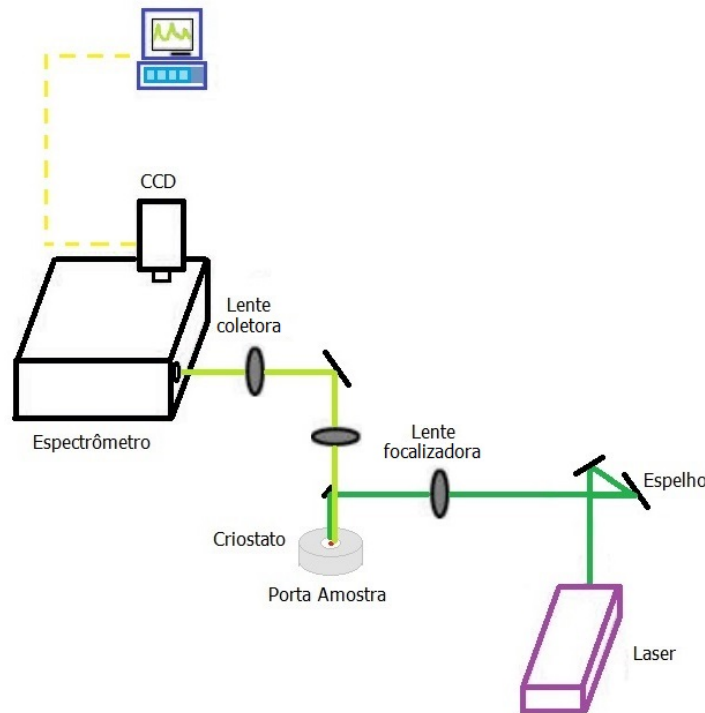 CCD
Lente
coletora
Espectrômetro
Lente
focalizadora
Espelho
Criostato
Porta Amostra
Laser